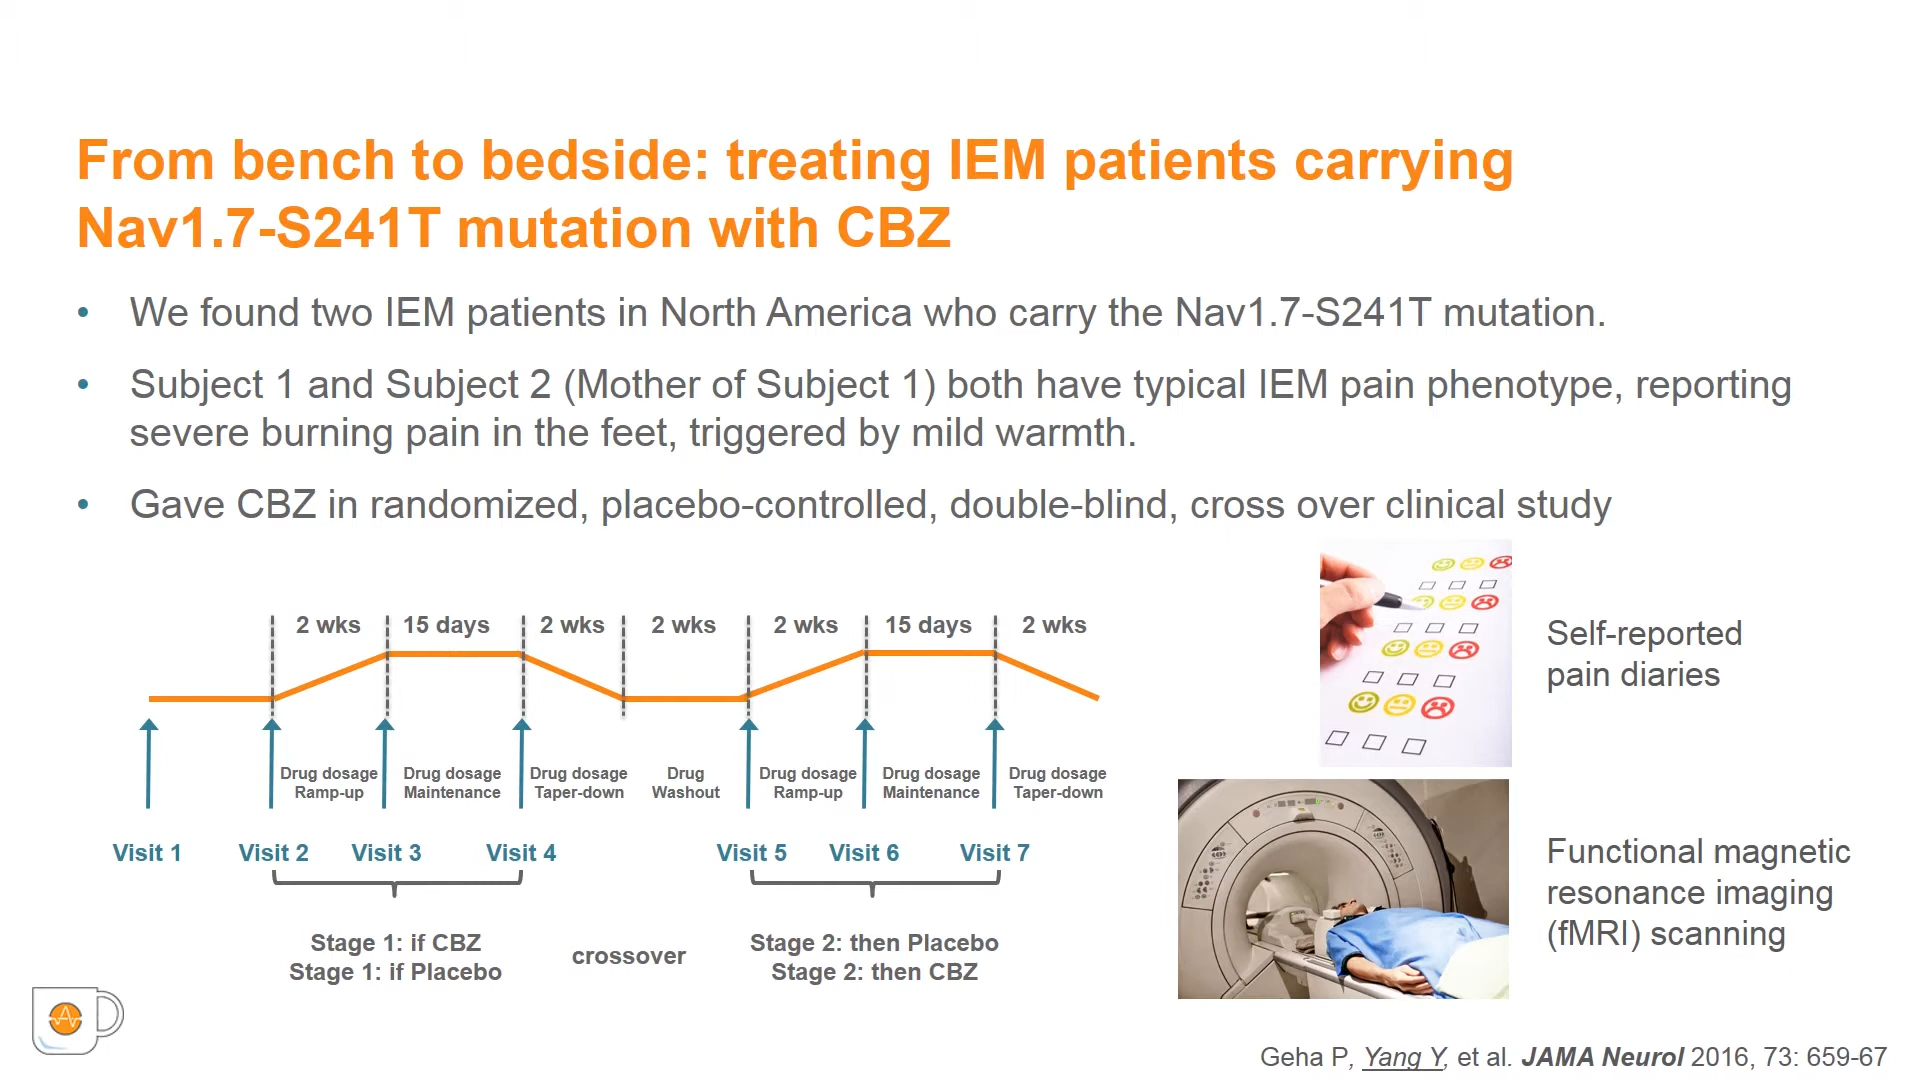 From bench to bedside: treating IEM patients carrying
Nav1.7-S241T mutation with CBZ
• We found two IEM patients in North America who carry the Nav1.7-S241T mutation.
• Subject 1 and Subject 2 (Mother of Subject 1) both have typical IEM pain phenotype, reporting
severe burning pain in the feet, triggered by mild warmth.
• Gave CBZ in randomized, placebo-controlled, double-blind, cross over clinical study
2 wks 15 days 2 wks 2 wks 2 wks 15 days 2 wks
Drug dosage Drug dosage Drug dosage Drug Drug dosage Drug dosage Drug dosage
Ramp-up Maintenance Taper-down Washout Ramp-up Maintenance Taper-down
Visit 1 Visit 2 Visit 3 Visit 4 Visit 5 Visit 6 Visit 7
Stage 1: if CBZ
Stage 1: if Placebo
crossover
Stage 2: then Placebo
Stage 2: then CBZ
Self-reported
pain diaries
Functional magnetic
resonance imaging
(fMRI) scanning
Geha P, Yang Y, et al. JAMA Neurol 2016, 73: 659-67